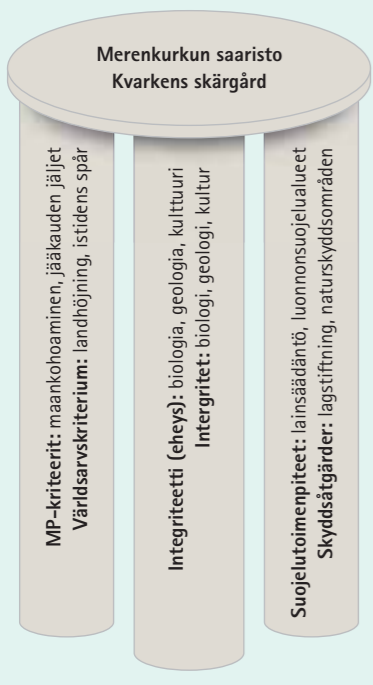 Merenkurkun saaristo
Kvarkens skärgård
MP-kriteerit: maankohoaminen, jääkauden jäljet
Världsarvskriterium: landhöjning, istidens spår
Integriteetti (eheys): biologia, geologia, kulttuuri
Intergritet: biologi, geologi, kultur
Suojelutoimenpiteet: lainsäädäntö, luonnonsuojelualueet
Skyddsåtgärder: lagstiftning, naturskyddsområden